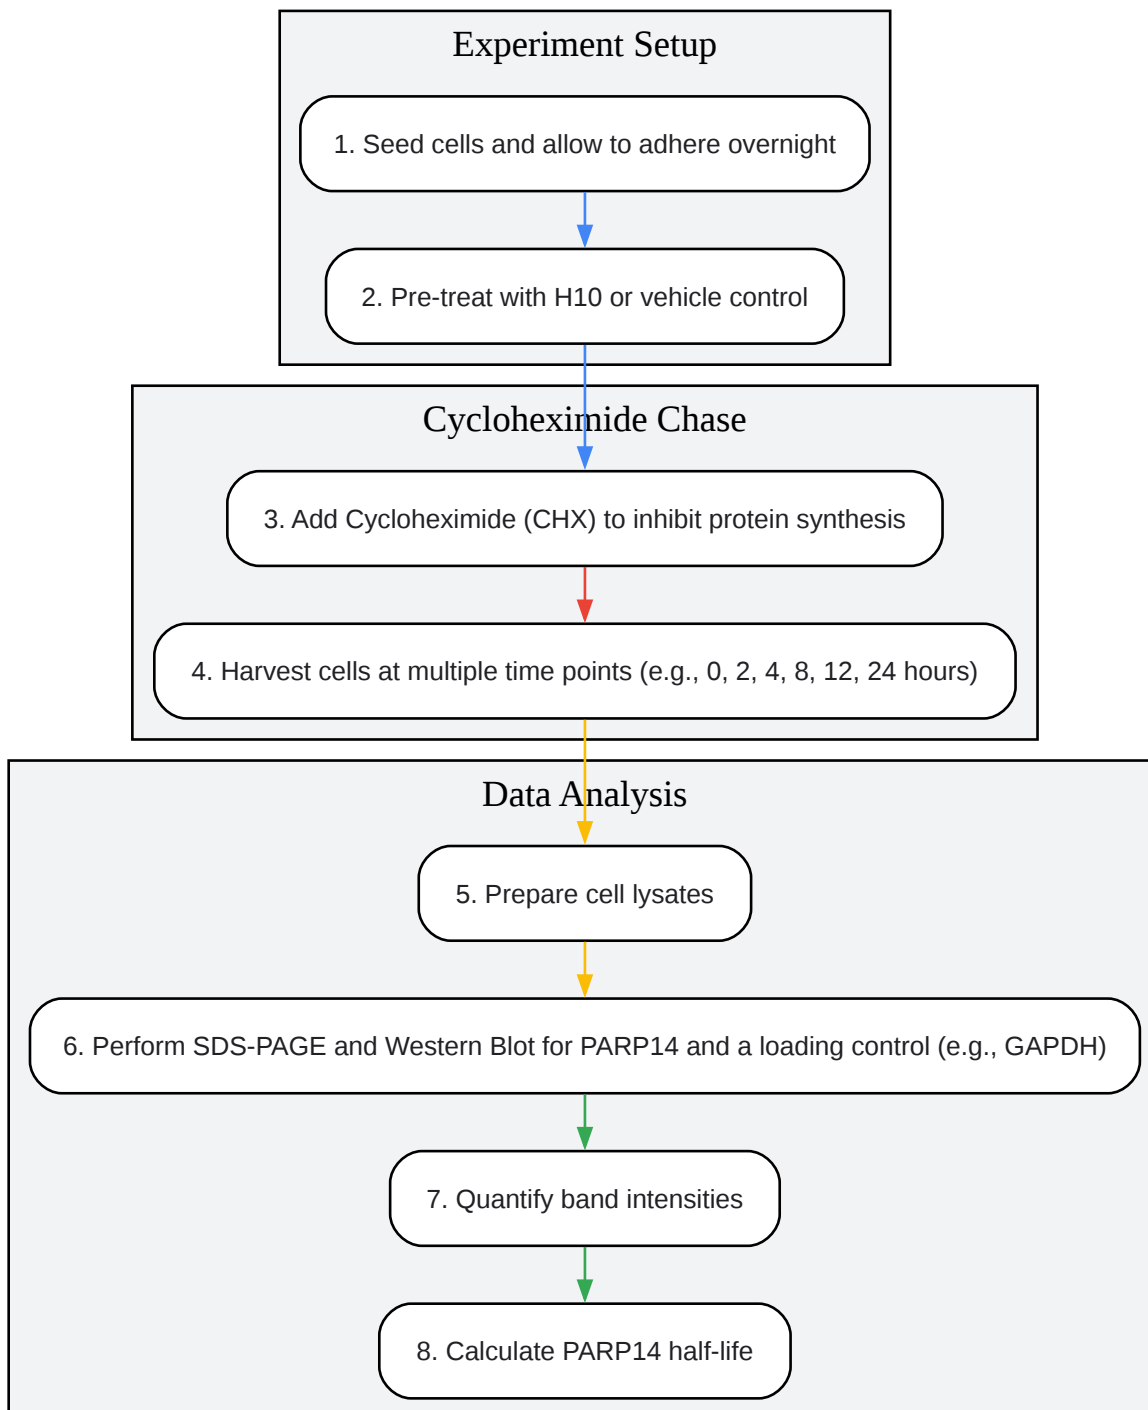 Experiment Setup
1. Seed cells and allow to adhere overnight
2. Pre-treat with H10 or vehicle control
Cycloheximide Chase
3. Add Cycloheximide (CHX) to inhibit protein synthesis
4. Harvest cells at multiple time points (e.g., 0, 2, 4, 8, 12, 24 hours)
Data Analysis
5. Prepare cell lysates
6. Perform SDS-PAGE and Western Blot for PARP14 and a loading control (e.g., GAPDH)
7. Quantify band intensities
8. Calculate PARP14 half-life